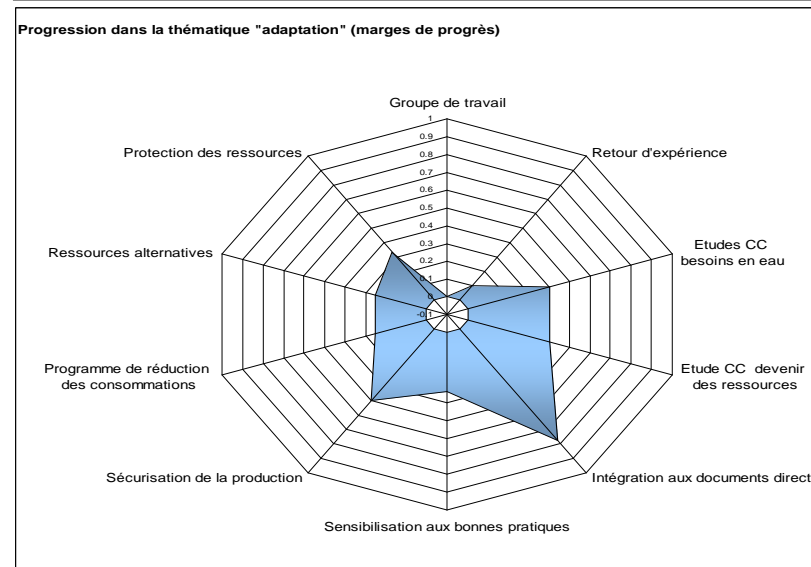 Progression dans la thématique "adaptation" (marges de progrès)
Groupe de travail
1
0.9
0.8
0.7
0.6
0.5
0.4
0.3
0.2
0.1
0
-0.1
Retour d'expérience
Etudes CC
besoins en eau
Etude CC devenir
des ressources
Intégration aux documents direct
Sensibilisation aux bonnes pratiques
Sécurisation de la production
Programme de réduction
des consommations
Ressources alternatives
Protection des ressources